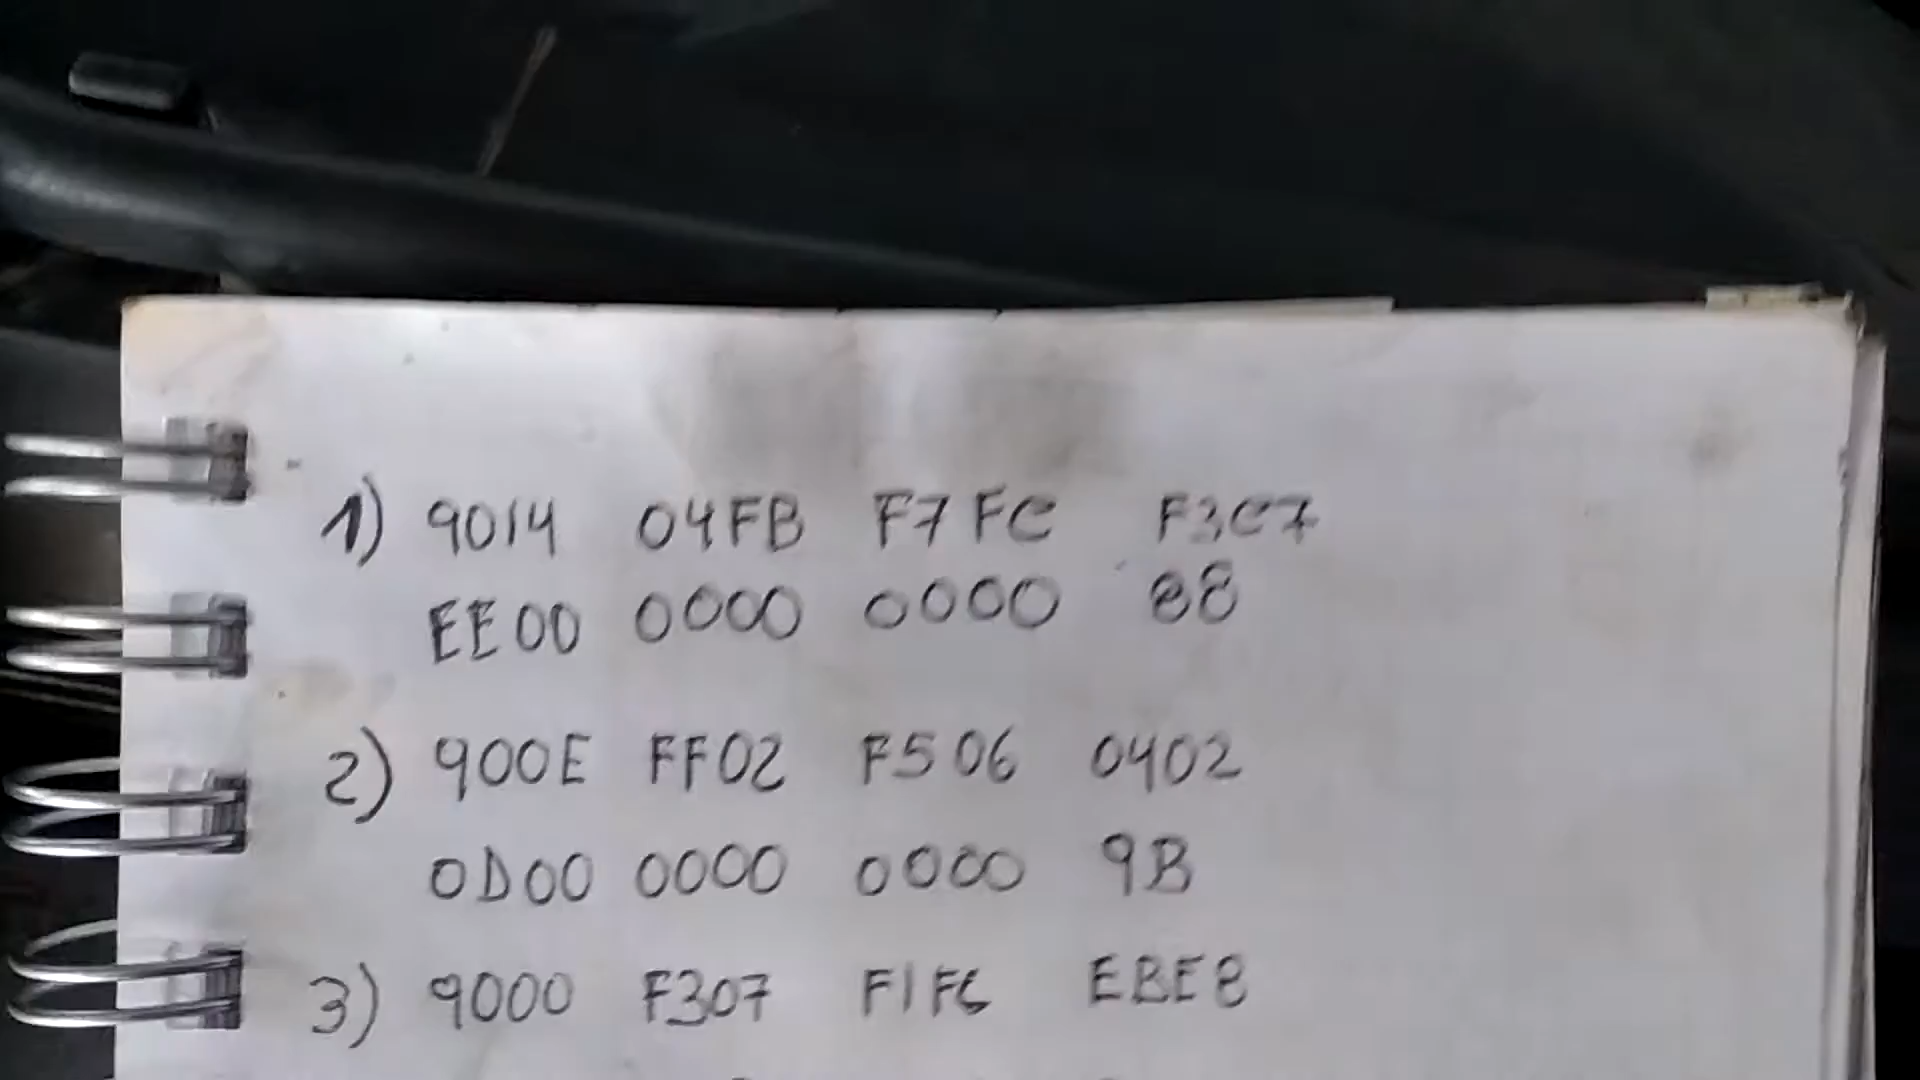 1) 9014 04FB F7FC F3C7
EE00 0000 0000 88
2) 900E FF02 F506 0402
0D00 0000 0000 9B
3) 9000 F307 F1F6 EBE8